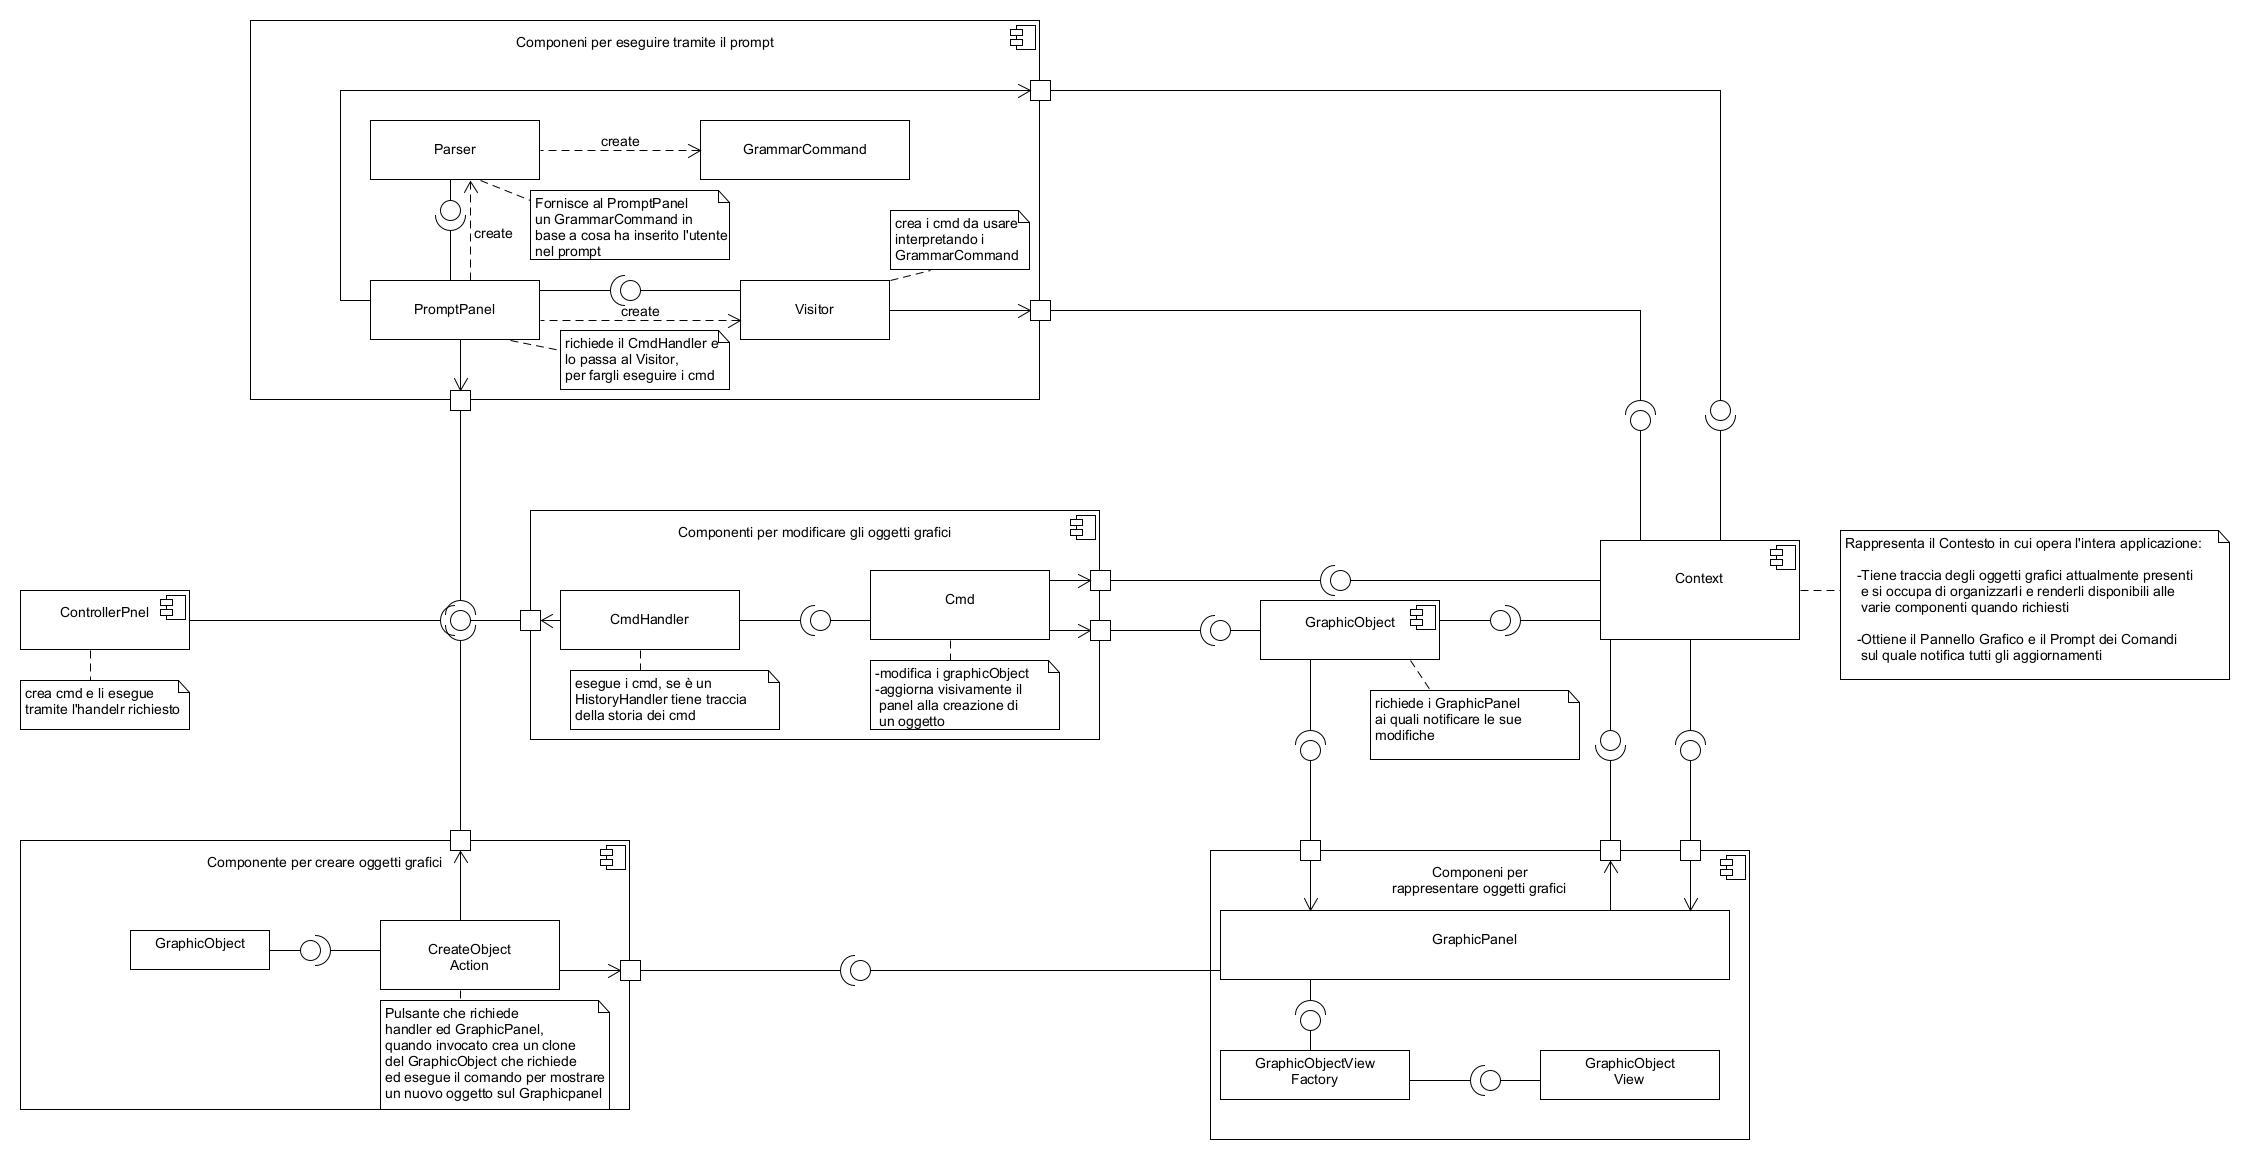 Componeni per eseguire tramite il prompt
Parser
create
GrammarCommand
Fornisce al PromptPanel
un GrammarCommand in
base a cosa ha inserito l'utente
nel prompt
create
crea i cmd da usare
interpretando i
GrammarCommand
PromptPanel
create
Visitor
richiede il CmdHandler e
lo passa al Visitor,
per fargli eseguire i cmd
Componenti per modificare gli oggetti grafici
ControllerPnel
crea cmd e li esegue
tramite l'handelr richiesto
CmdHandler
esegue i cmd, se è un
HistoryHandler tiene traccia
della storia dei cmd
Cmd
-modifica i graphicObject
-aggiorna visivamente il
panel alla creazione di
un oggetto
GraphicObject
richiede i GraphicPanel
ai quali notificare le sue
modifiche
Context
Rappresenta il Contesto in cui opera l'intera applicazione:
-Tiene traccia degli oggetti grafici attualmente presenti
e si occupa di organizzarli e renderli disponibili alle
varie componenti quando richiesti
-Ottiene il Pannello Grafico e il Prompt dei Comandi
sul quale notifica tutti gli aggiornamenti
Componente per creare oggetti grafici
GraphicObject
CreateObject
Action
Pulsante che richiede
handler ed GraphicPanel,
quando invocato crea un clone
del GraphicObject che richiede
ed esegue il comando per mostrare
un nuovo oggetto sul Graphicpanel
Componeni per
rappresentare oggetti grafici
GraphicPanel
GraphicObjectView
Factory
GraphicObject
View